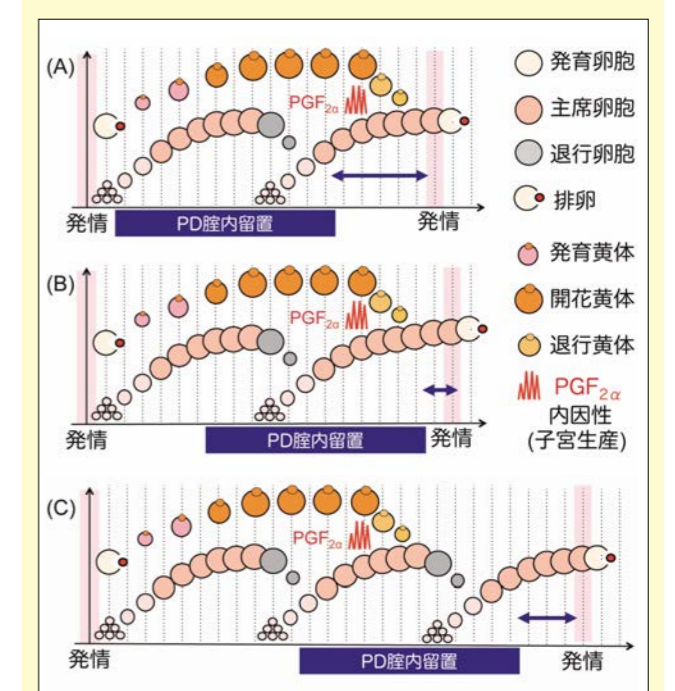 (A)
PGF2α
発情
PD腟内留置
発情
(B)
PGF2α
発情
PD腟内留置
発情
(C)
PGF2α
発情
PD腟内留置
発情
発育卵胞
主席卵胞
退行卵胞
排卵
発育黄体
開花黄体
退行黄体
PGF2α
内因性
(子宮生産)